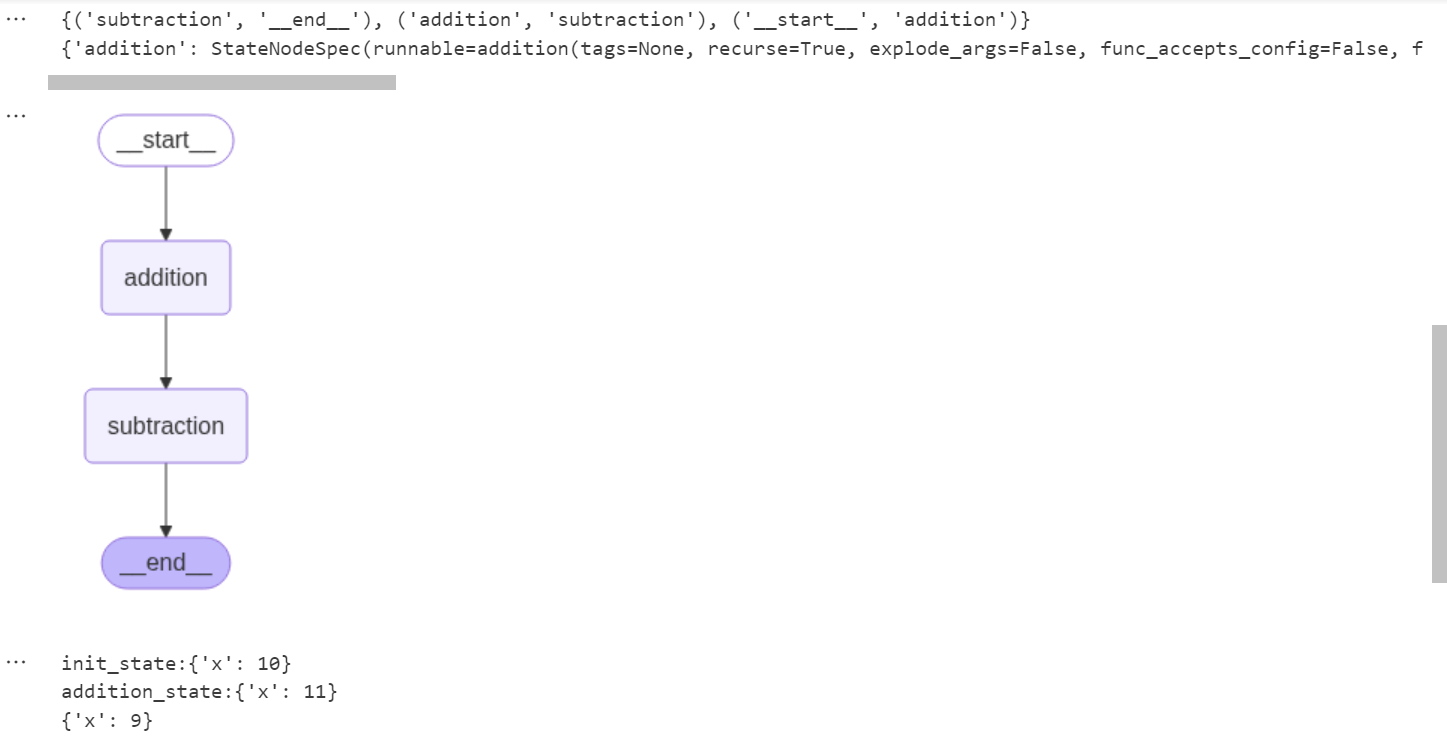 ... {('subtraction', '__end__'), ('addition', 'subtraction'), ('__start__', 'addition')}
{'addition': StateNodeSpec(runnable=addition(tags=None, recurse=True, explode_args=False, func_accepts_config=False, f
...
__start__
addition
subtraction
__end__
... init_state:{'x': 10}
addition_state:{'x': 11}
{'x': 9}